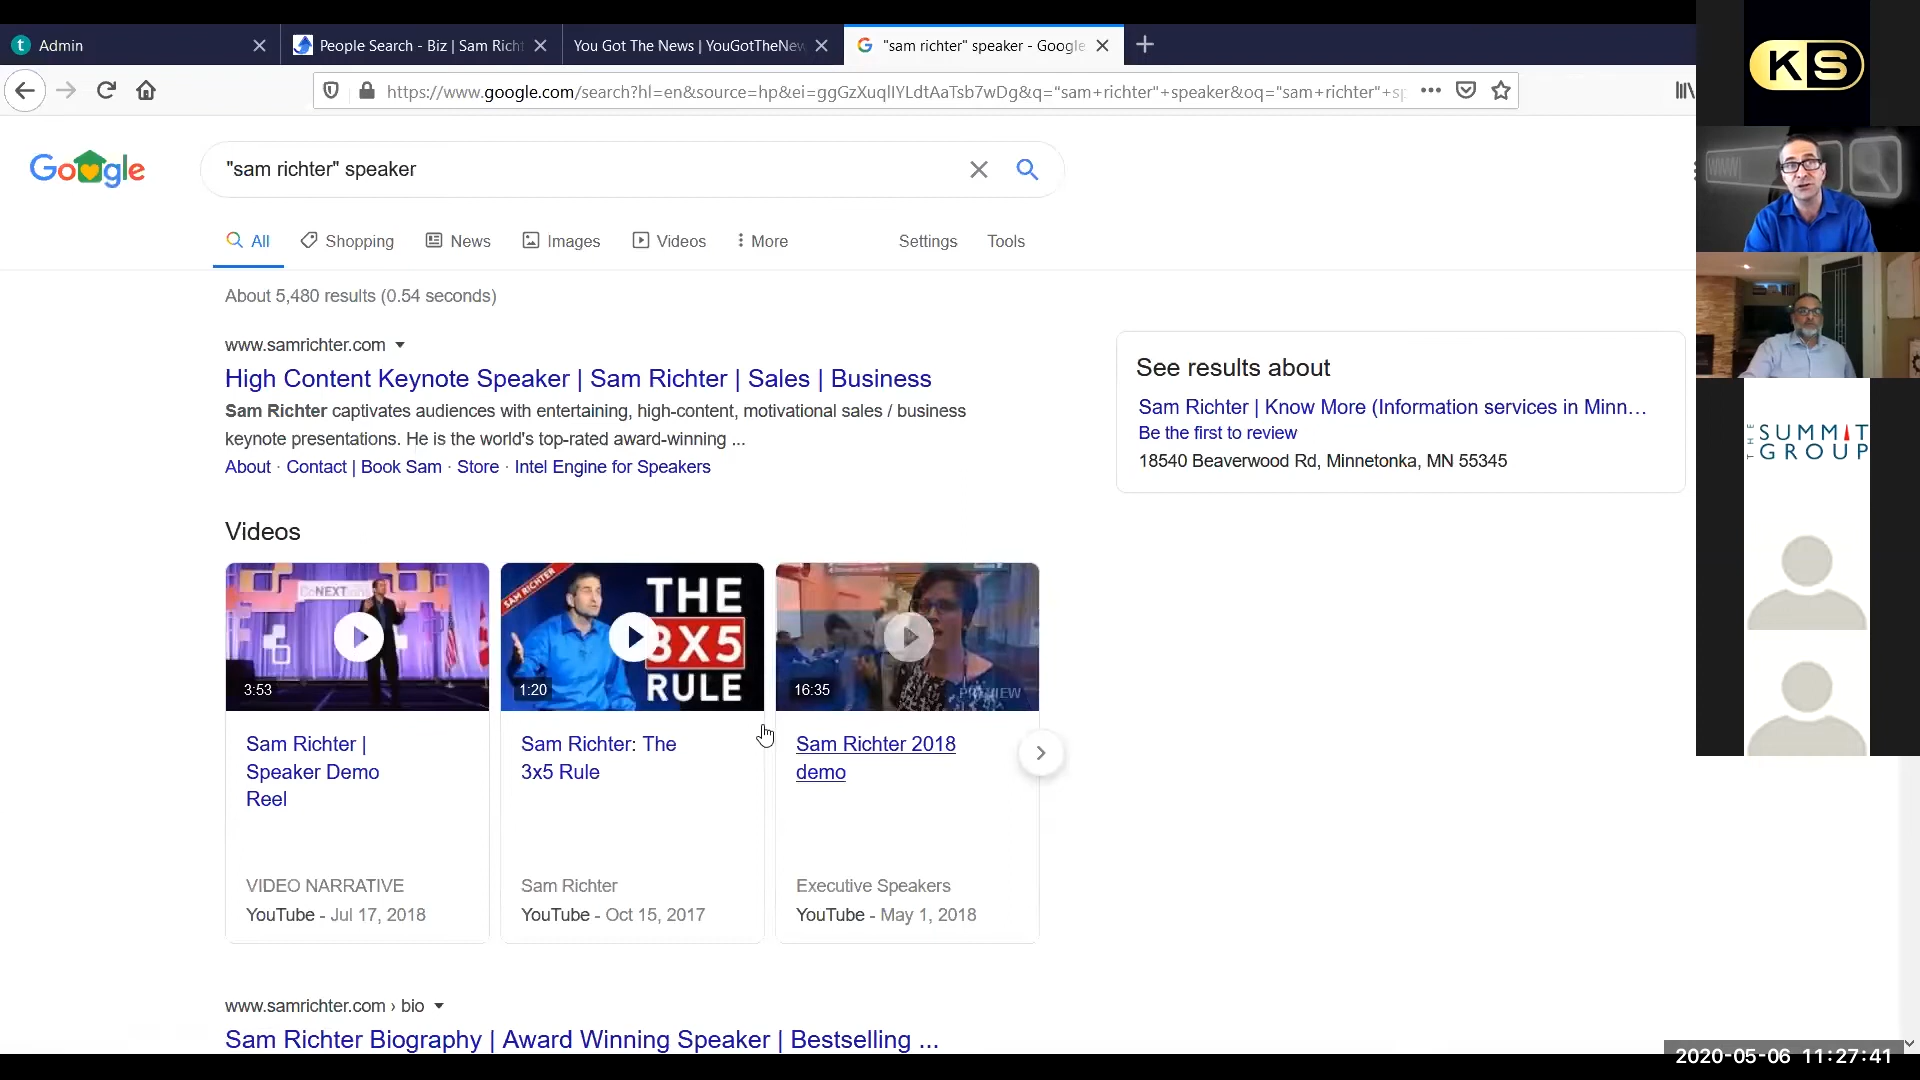 Admin
People Search - Biz | Sam Richt
You Got The News | YouGotTheNew
"sam richter" speaker - Google
https://www.google.com/search?hl=en&source=hp&ei=ggGzXuqlIYLdtAaTsb7wDg&q="sam+richter"+speaker&oq="sam+richter"+sp
KS
WWW
Google
"sam richter" speaker
All
Shopping
News
Images
Videos
More
Settings
Tools
About 5,480 results (0.54 seconds)
www.samrichter.com
High Content Keynote Speaker | Sam Richter | Sales | Business
Sam Richter captivates audiences with entertaining, high-content, motivational sales / business
keynote presentations. He is the world's top-rated award-winning ...
About · Contact | Book Sam · Store · Intel Engine for Speakers
See results about
Sam Richter | Know More (Information services in Minn...
Be the first to review
18540 Beaverwood Rd, Minnetonka, MN 55345
THE SUMMIT
GROUP
Videos
CoNEXTions
3:53
SAM RICHTER
THE
3X5
RULE
1:20
16:35
PREVIEW
Sam Richter |
Speaker Demo
Reel
Sam Richter: The
3x5 Rule
Sam Richter 2018
demo
VIDEO NARRATIVE
YouTube - Jul 17, 2018
Sam Richter
YouTube - Oct 15, 2017
Executive Speakers
YouTube - May 1, 2018
www.samrichter.com › bio
Sam Richter Biography | Award Winning Speaker | Bestselling ...
2020-05-06 11:27:41